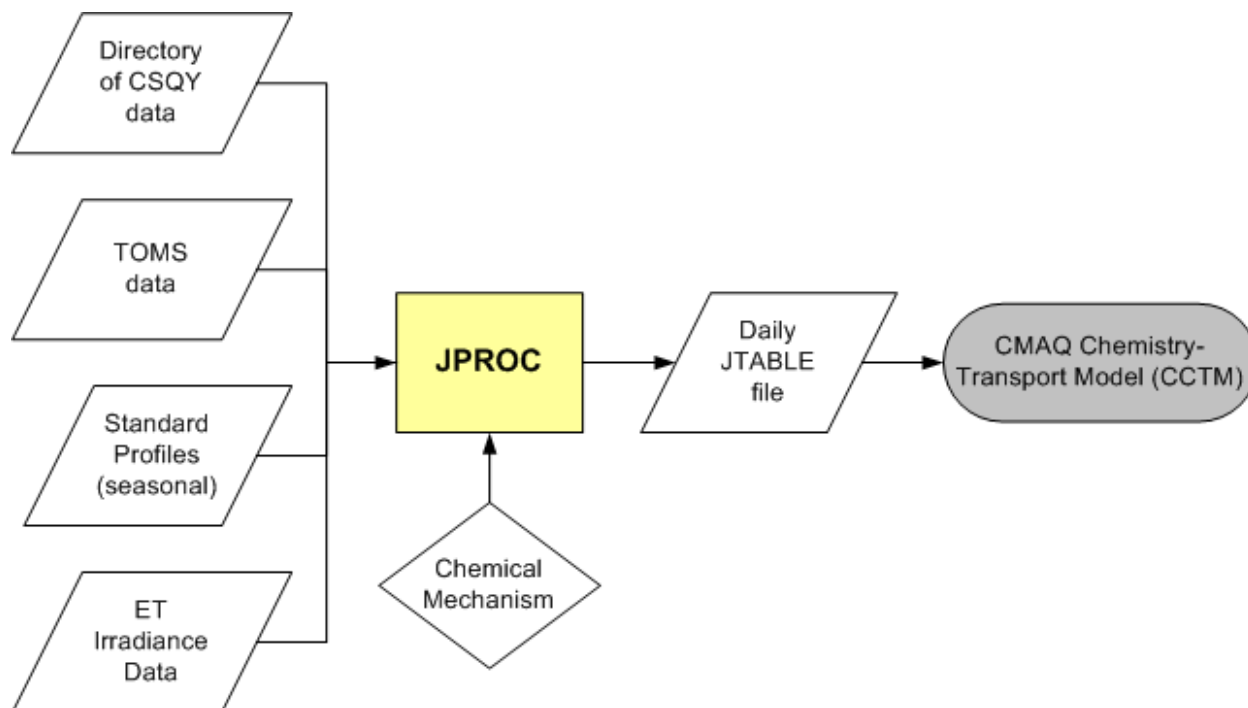 Directory
of CSQY
data
TOMS
data
Standard
Profiles
(seasonal)
ET
Irradiance
Data
JPROC
Chemical
Mechanism
Daily
JTABLE
file
CMAQ Chemistry-
Transport Model (CCTM)